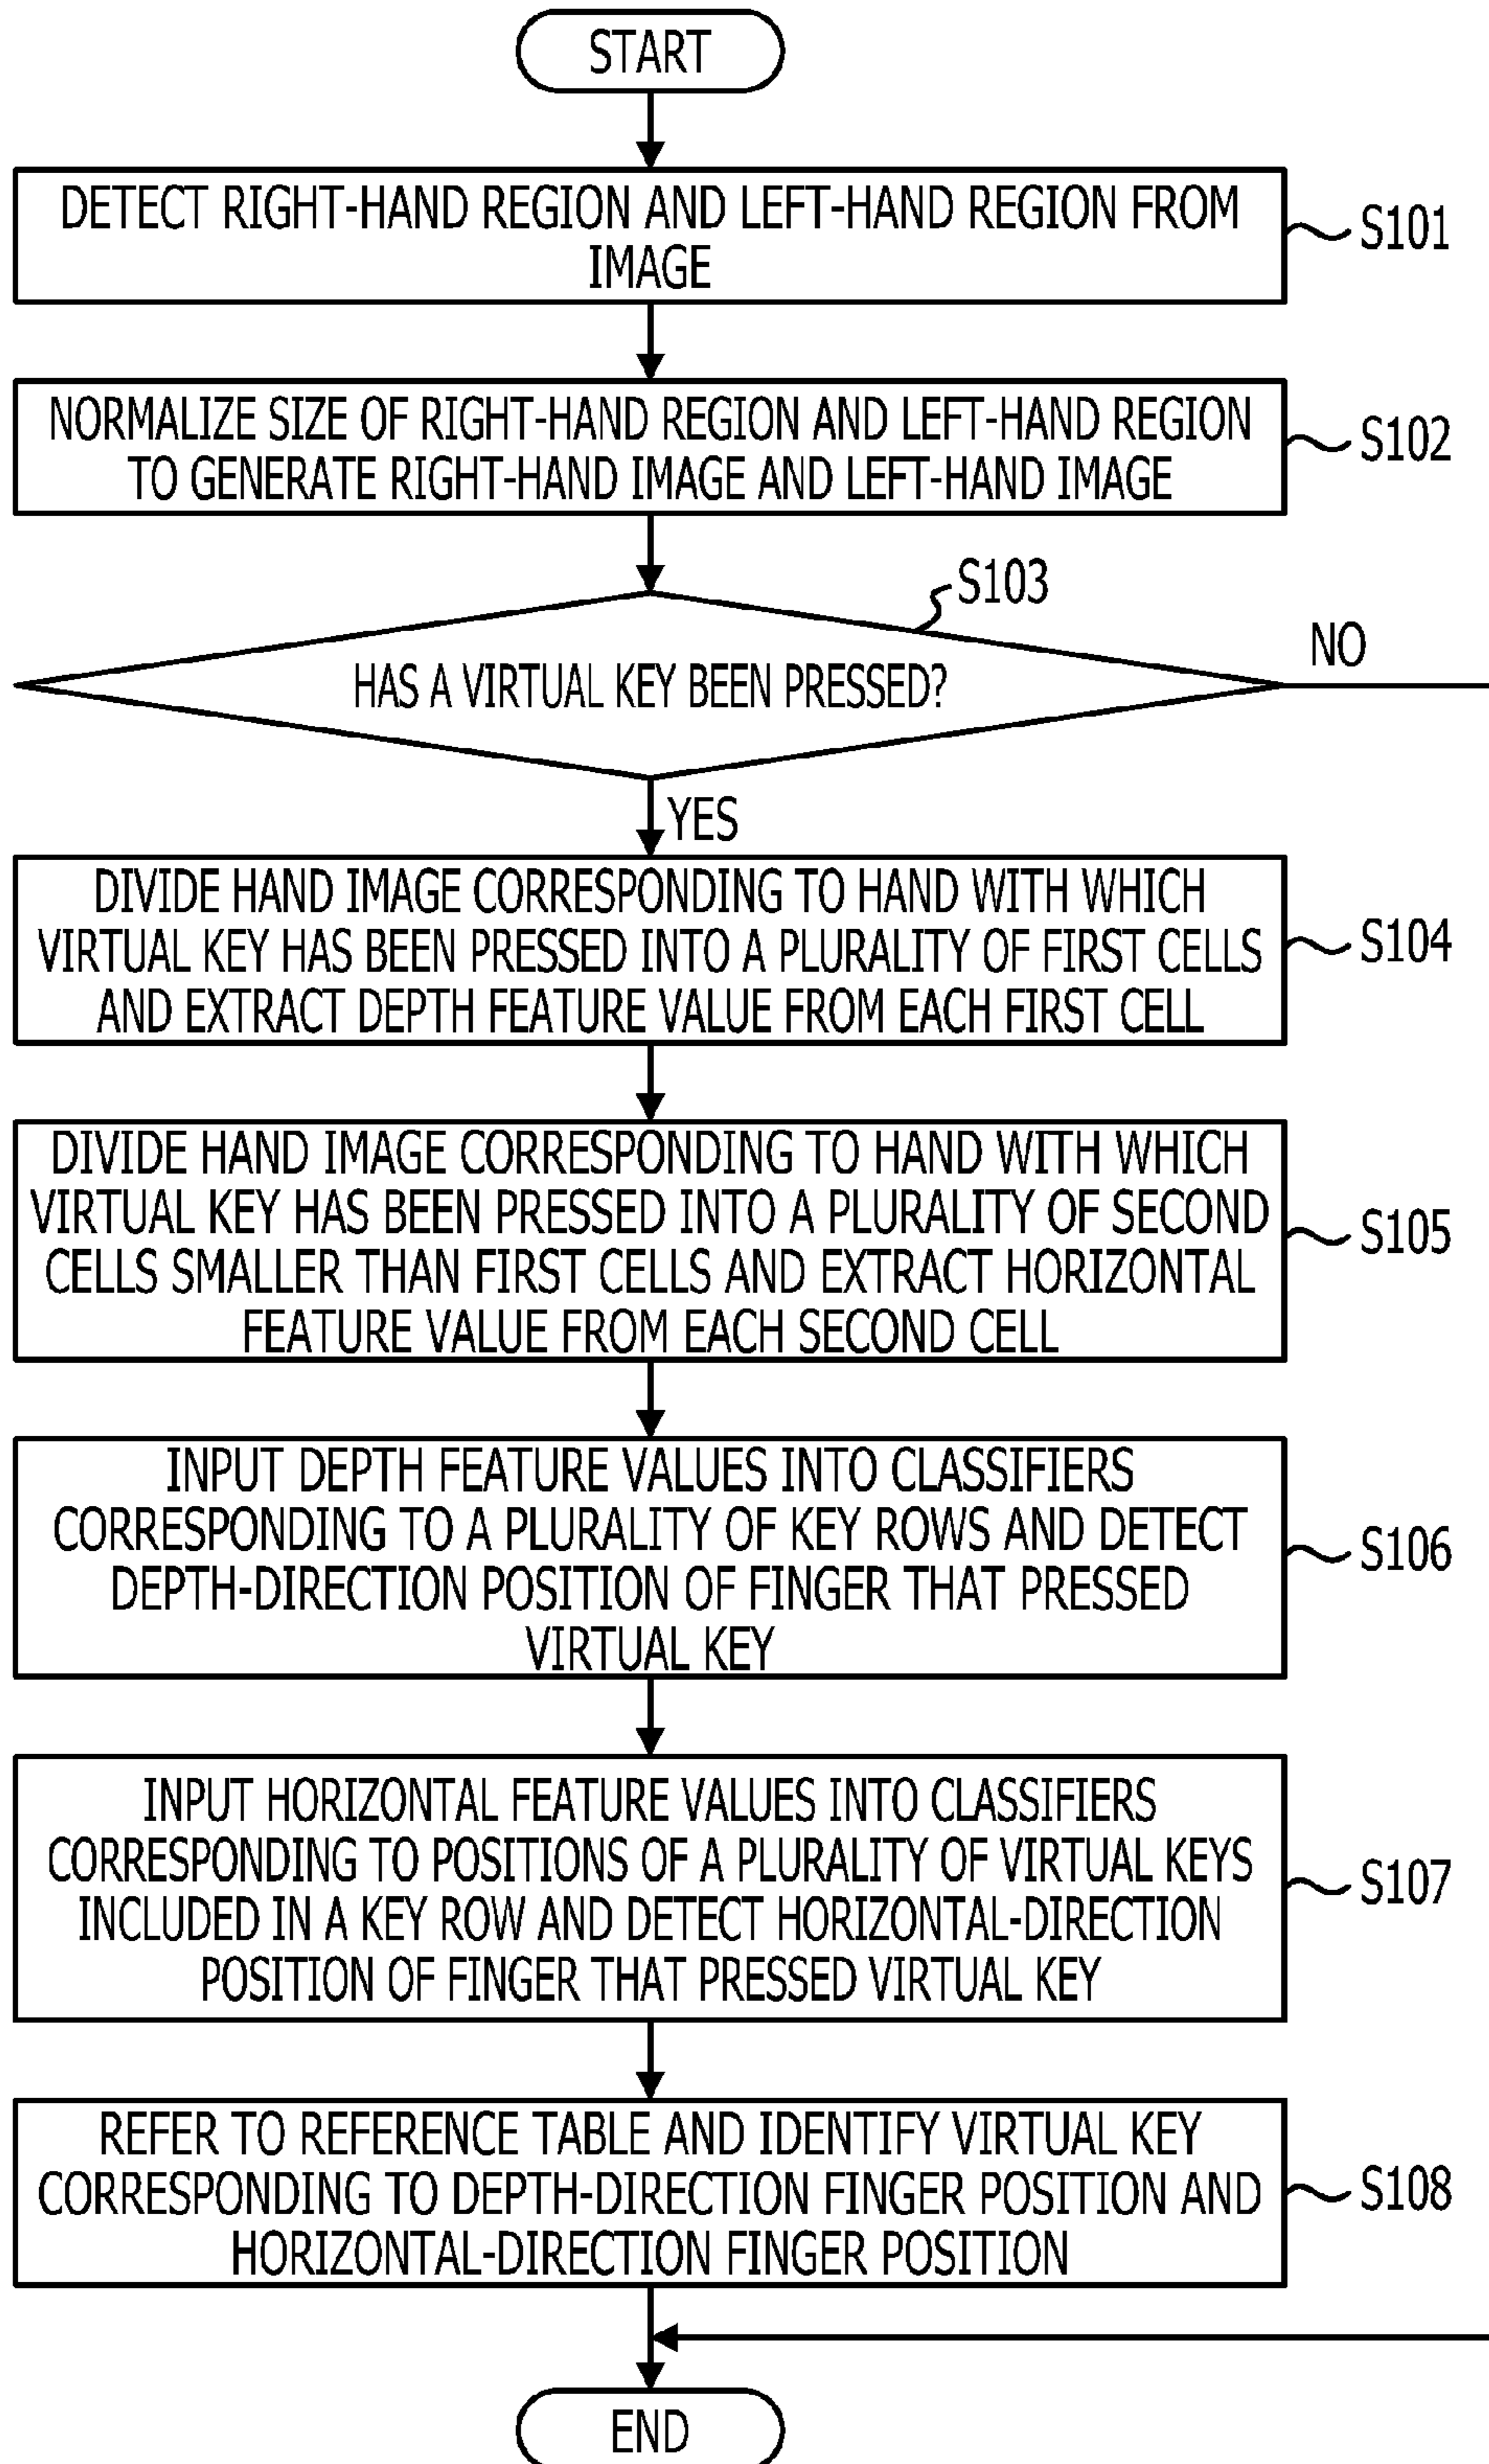 START
DETECT RIGHT-HAND REGION AND LEFT-HAND REGION FROM
IMAGE
S101
NORMALIZE SIZE OF RIGHT-HAND REGION AND LEFT-HAND REGION
TO GENERATE RIGHT-HAND IMAGE AND LEFT-HAND IMAGE
S102
S103
HAS A VIRTUAL KEY BEEN PRESSED?
NO
YES
DIVIDE HAND IMAGE CORRESPONDING TO HAND WITH WHICH
VIRTUAL KEY HAS BEEN PRESSED INTO A PLURALITY OF FIRST CELLS
AND EXTRACT DEPTH FEATURE VALUE FROM EACH FIRST CELL
S104
DIVIDE HAND IMAGE CORRESPONDING TO HAND WITH WHICH
VIRTUAL KEY HAS BEEN PRESSED INTO A PLURALITY OF SECOND
CELLS SMALLER THAN FIRST CELLS AND EXTRACT HORIZONTAL
FEATURE VALUE FROM EACH SECOND CELL
S105
INPUT DEPTH FEATURE VALUES INTO CLASSIFIERS
CORRESPONDING TO A PLURALITY OF KEY ROWS AND DETECT
DEPTH-DIRECTION POSITION OF FINGER THAT PRESSED
VIRTUAL KEY
S106
INPUT HORIZONTAL FEATURE VALUES INTO CLASSIFIERS
CORRESPONDING TO POSITIONS OF A PLURALITY OF VIRTUAL KEYS
INCLUDED IN A KEY ROW AND DETECT HORIZONTAL-DIRECTION
POSITION OF FINGER THAT PRESSED VIRTUAL KEY
S107
REFER TO REFERENCE TABLE AND IDENTIFY VIRTUAL KEY
CORRESPONDING TO DEPTH-DIRECTION FINGER POSITION AND
HORIZONTAL-DIRECTION FINGER POSITION
S108
END